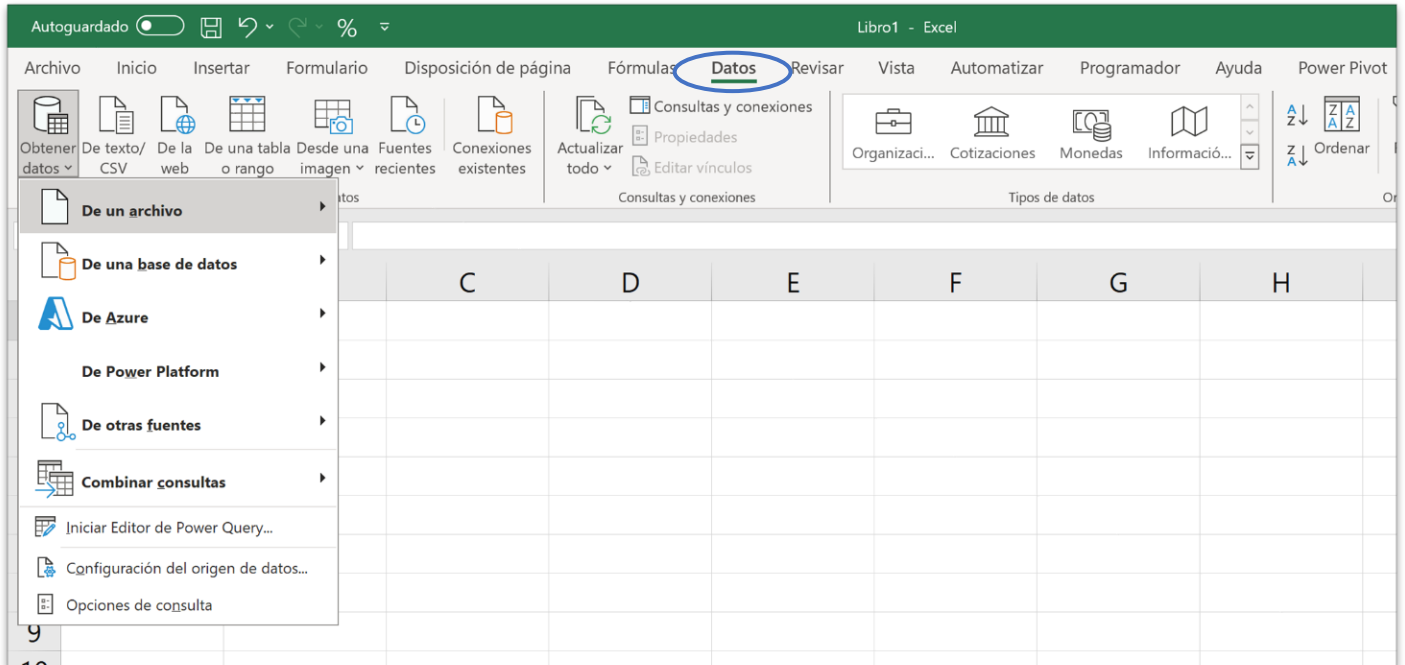 Autoguardado
Libro1 - Excel
Archivo Inicio Insertar Formulario Disposición de página Fórmulas Datos Revisar Vista Automatizar Programador Ayuda Power Pivot
Obtener datos
De texto/ CSV
De la web
De una tabla o rango
Desde una imagen
Fuentes recientes
Conexiones existentes
Actualizar todo
Consultas y conexiones
Propiedades
Editar vínculos
Consultas y conexiones
Organizaci...
Cotizaciones
Monedas
Informació...
Tipos de datos
Ordenar
De un archivo
De una base de datos
De Azure
De Power Platform
De otras fuentes
Combinar consultas
Iniciar Editor de Power Query...
Configuración del origen de datos...
Opciones de consulta
C D E F G H
9